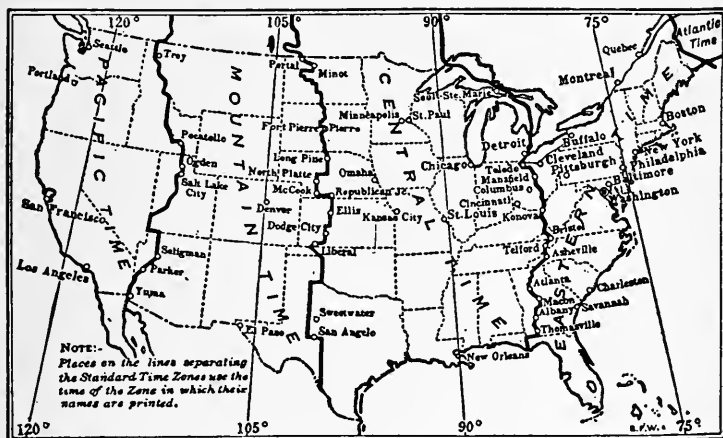 120°
105°
90°
75°
Atlantic
Time
Seattle
Troy
Portal
Minot
Quebec
Portland
Montreal
Sault-Ste. Marie
Minneapolis
St. Paul
Boston
Pocatello
Fort Pierre
Pierre
Buffalo
New York
Ogden
Long Pine
Chicago
Detroit
Cleveland
Philadelphia
North Platte
Omaha
Toledo
Pittsburgh
Mansfield
Baltimore
Salt Lake
City
McCook
Republican Jc.
Columbus
Washington
Denver
Ellis
Kansas City
St. Louis
Cincinnati
Kenova
San Francisco
Dodge City
Bristol
Liberal
Telford
Asheville
Seligman
Parker
Los Angeles
Atlanta
Charleston
Yuma
Macon
Savannah
Sweetwater
Albany
El Paso
San Angelo
Thomasville
New Orleans
PACIFIC TIME
MOUNTAIN TIME
CENTRAL TIME
EASTERN TIME
NOTE:-
Places on the lines separating
the Standard Time Zones use the
time of the Zone in which their
names are printed.
B.F.W.
120°
105°
90°
75°